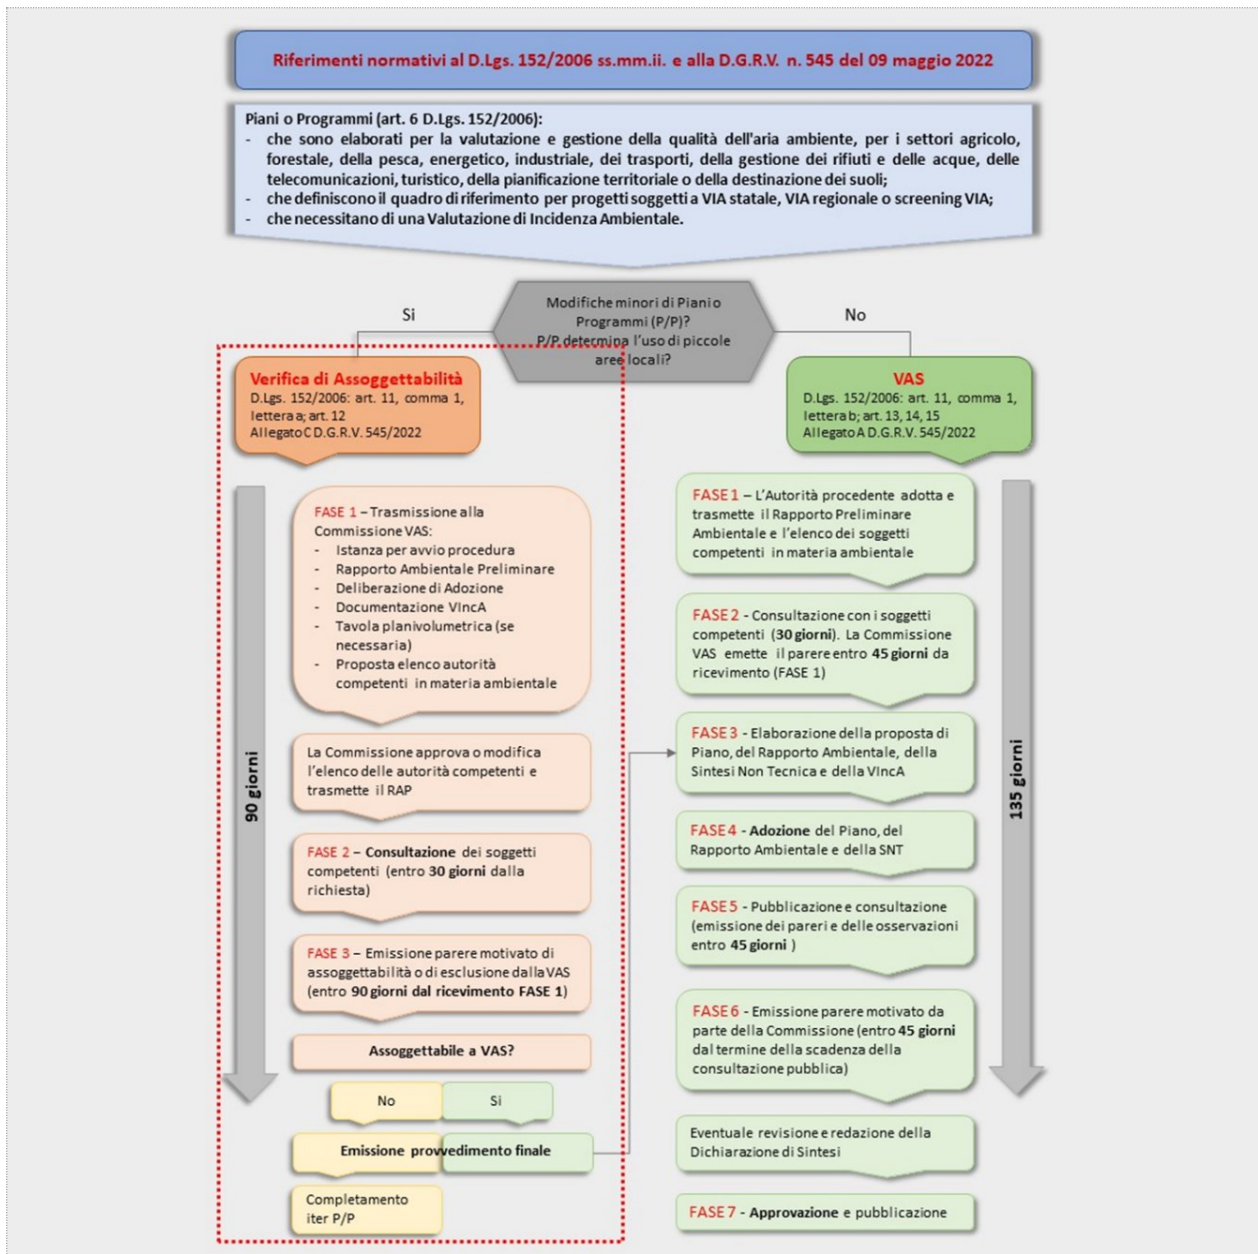 Riferimenti normativi al D.Lgs. 152/2006 ss.mm.ii. e alla D.G.R.V. n. 545 del 09 maggio 2022
Piani o Programmi (art. 6 D.Lgs. 152/2006):
- che sono elaborati per la valutazione e gestione della qualità dell'aria ambiente, per i settori agricolo,
forestale, della pesca, energetico, industriale, dei trasporti, della gestione dei rifiuti e delle acque, delle
telecomunicazioni, turistico, della pianificazione territoriale o della destinazione dei suoli;
- che definiscono il quadro di riferimento per progetti soggetti a VIA statale, VIA regionale o screening VIA;
- che necessitano di una Valutazione di Incidenza Ambientale.
Modifiche minori di Piani o
Programmi (P/P)?
P/P determina l'uso di piccole
aree locali?
Si
No
Verifica di Assoggettabilità
D.Lgs. 152/2006: art. 11, comma 1,
lettera a; art. 12
Allegato C D.G.R.V. 545/2022
90 giorni
FASE 1 – Trasmissione alla
Commissione VAS:
- Istanza per avvio procedura
- Rapporto Ambientale Preliminare
- Deliberazione di Adozione
- Documentazione VIncA
- Tavola planivolumetrica (se
necessaria)
- Proposta elenco autorità
competenti in materia ambientale
La Commissione approva o modifica
l'elenco delle autorità competenti e
trasmette il RAP
FASE 2 – Consultazione dei soggetti
competenti (entro 30 giorni dalla
richiesta)
FASE 3 – Emissione parere motivato di
assoggettabilità o di esclusione dalla VAS
(entro 90 giorni dal ricevimento FASE 1)
Assoggettabile a VAS?
No
Si
Emissione provvedimento finale
Completamento
iter P/P
VAS
D.Lgs. 152/2006: art. 11, comma 1,
lettera b; art. 13, 14, 15
Allegato A D.G.R.V. 545/2022
FASE 1 – L'Autorità procedente adotta e
trasmette il Rapporto Preliminare
Ambientale e l'elenco dei soggetti
competenti in materia ambientale
FASE 2 - Consultazione con i soggetti
competenti (30 giorni). La Commissione
VAS emette il parere entro 45 giorni da
ricevimento (FASE 1)
FASE 3 - Elaborazione della proposta di
Piano, del Rapporto Ambientale, della
Sintesi Non Tecnica e della VIncA
FASE 4 - Adozione del Piano, del
Rapporto Ambientale e della SNT
FASE 5 - Pubblicazione e consultazione
(emissione dei pareri e delle osservazioni
entro 45 giorni )
FASE 6 - Emissione parere motivato da
parte della Commissione (entro 45 giorni
dal termine della scadenza della
consultazione pubblica)
Eventuale revisione e redazione della
Dichiarazione di Sintesi
FASE 7 - Approvazione e pubblicazione
135 giorni